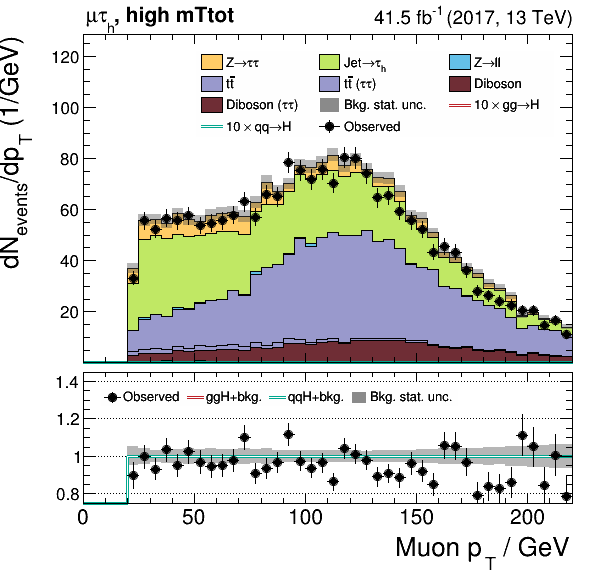 μτh, high mTtot
41.5 fb-1 (2017, 13 TeV)
dNevents/dpT (1/GeV)
120
100
80
60
40
20
Z→ττ
Jet→τh
Z→ll
tt̄
tt̄ (ττ)
Diboson
Diboson (ττ)
Bkg. stat. unc.
10 × gg→H
10 × qq→H
Observed
1.4
1.2
1
0.8
Observed
ggH+bkg.
qqH+bkg.
Bkg. stat. unc.
0
50
100
150
200
Muon pT / GeV